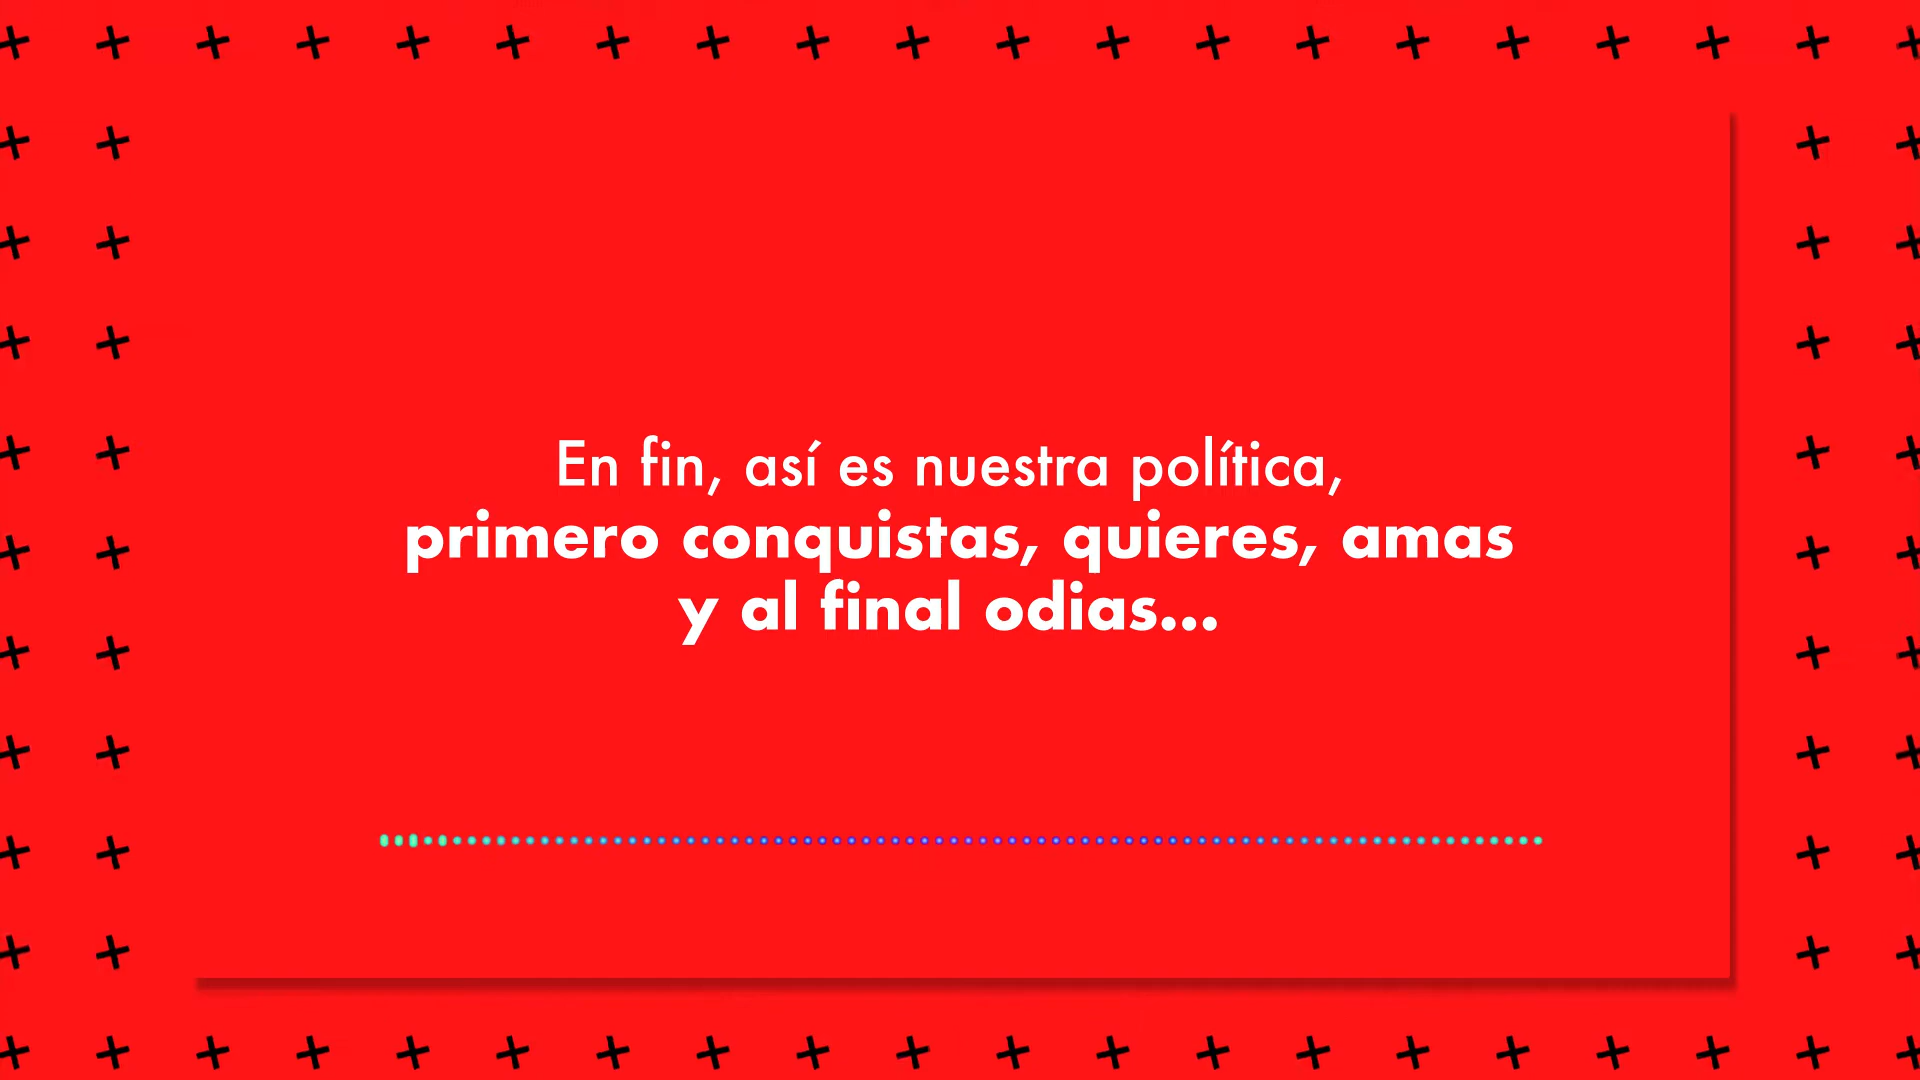 En fin, así es nuestra política,
primero conquistas, quieres, amas
y al final odias...